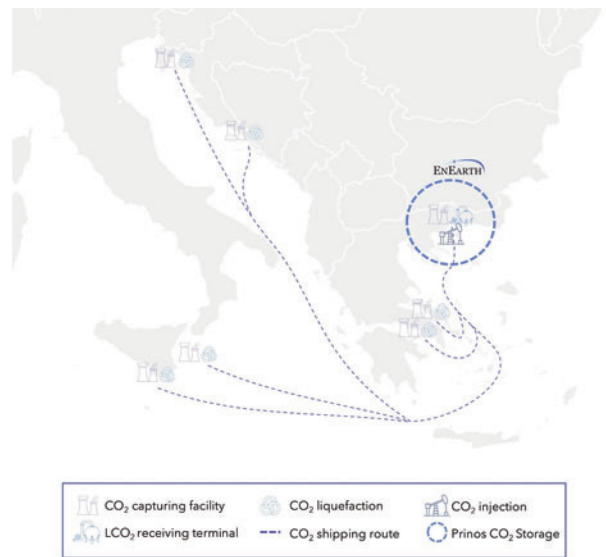 ENEARTH
CO₂ capturing facility
CO₂ liquefaction
CO₂ injection
LCO₂ receiving terminal
CO₂ shipping route
Prinos CO₂ Storage